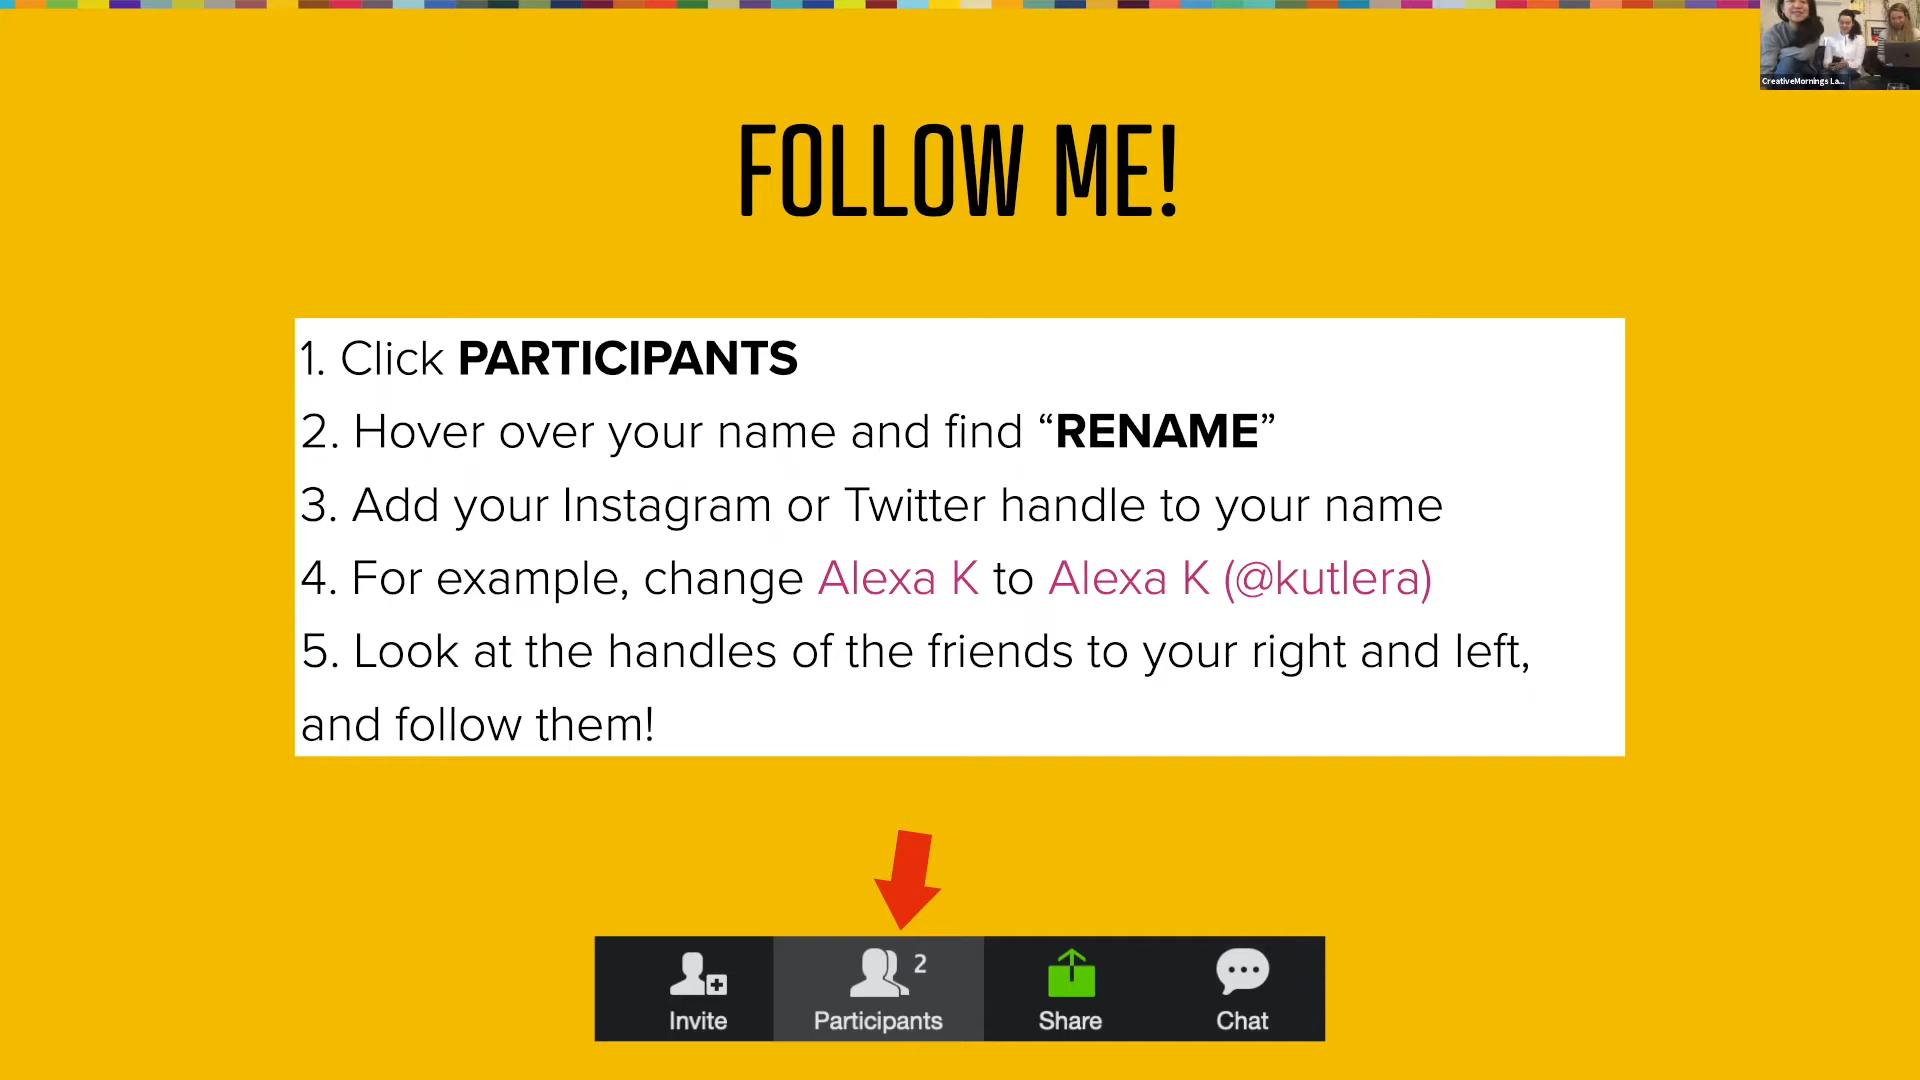 CreativeMornings La...
FOLLOW ME!
1. Click PARTICIPANTS
2. Hover over your name and find “RENAME”
3. Add your Instagram or Twitter handle to your name
4. For example, change Alexa K to Alexa K (@kutlera)
5. Look at the handles of the friends to your right and left,
and follow them!
2
Invite Participants Share Chat